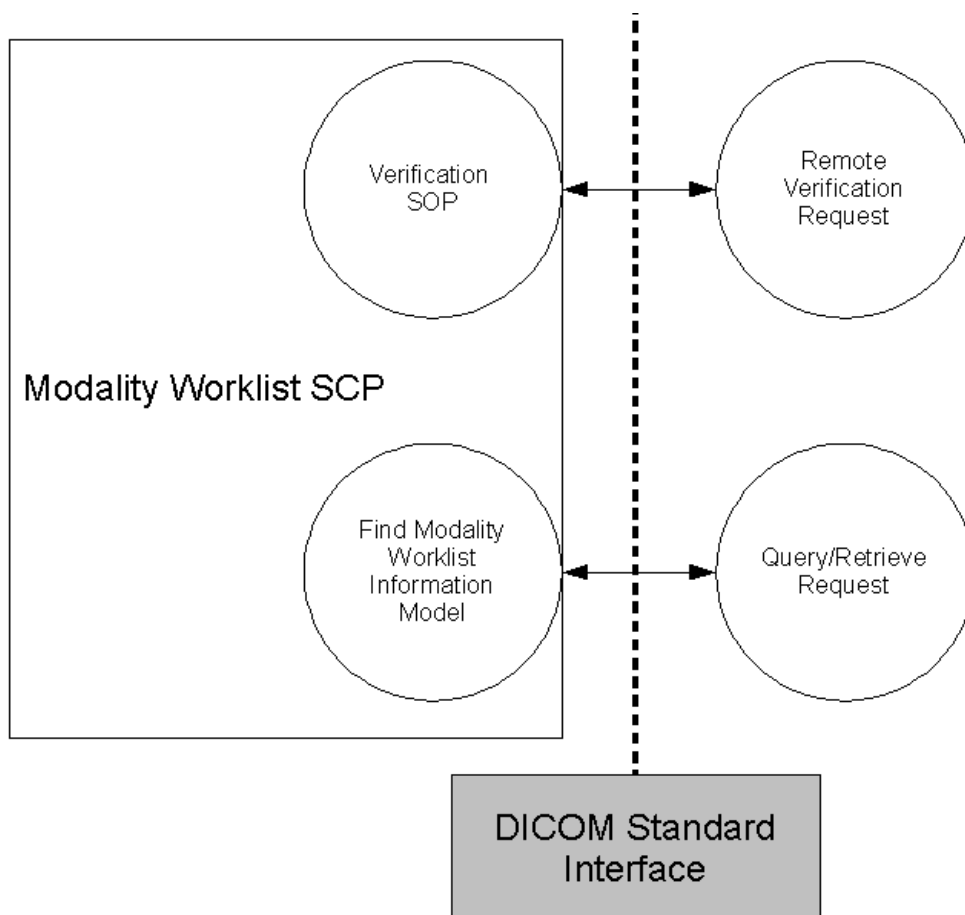 Verification
SOP
Remote
Verification
Request
Modality Worklist SCP
Find Modality
Worklist
Information
Model
Query/Retrieve
Request
DICOM Standard
Interface